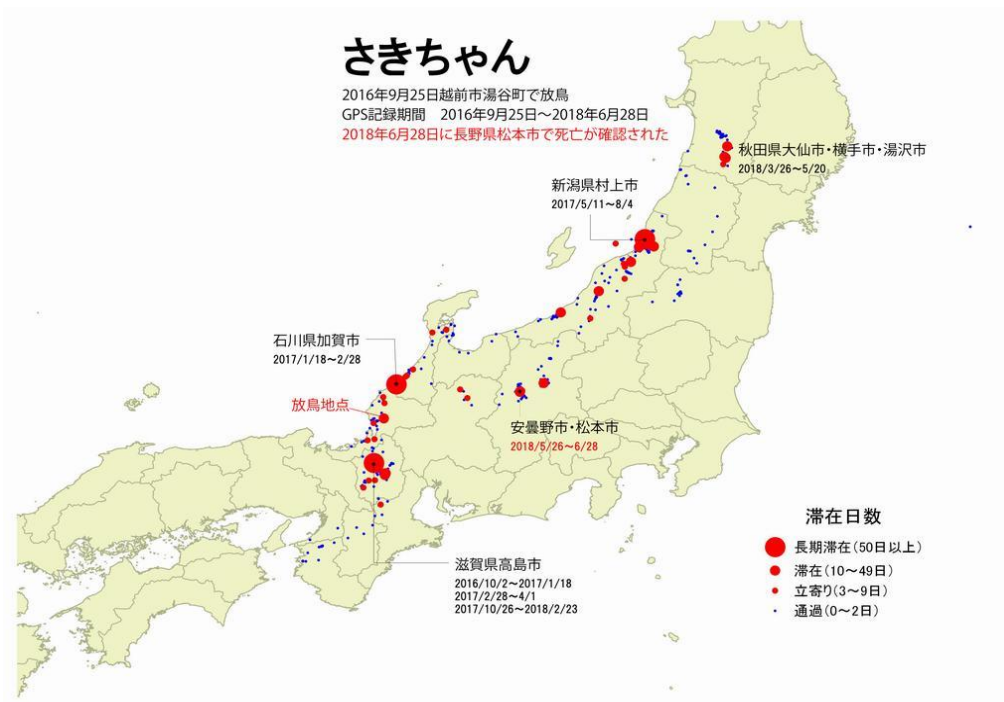 さきちゃん
2016年9月25日越前市湯谷町で放鳥
GPS記録期間　2016年9月25日～2018年6月28日
2018年6月28日に長野県松本市で死亡が確認された
秋田県大仙市・横手市・湯沢市
2018/3/26～5/20
新潟県村上市
2017/5/11～8/4
石川県加賀市
2017/1/18～2/28
放鳥地点
安曇野市・松本市
2018/5/26～6/28
滋賀県高島市
2016/10/2～2017/1/18
2017/2/28～4/1
2017/10/26～2018/2/23
滞在日数
長期滞在（50日以上）
滞在（10～49日）
立寄り（3～9日）
通過（0～2日）